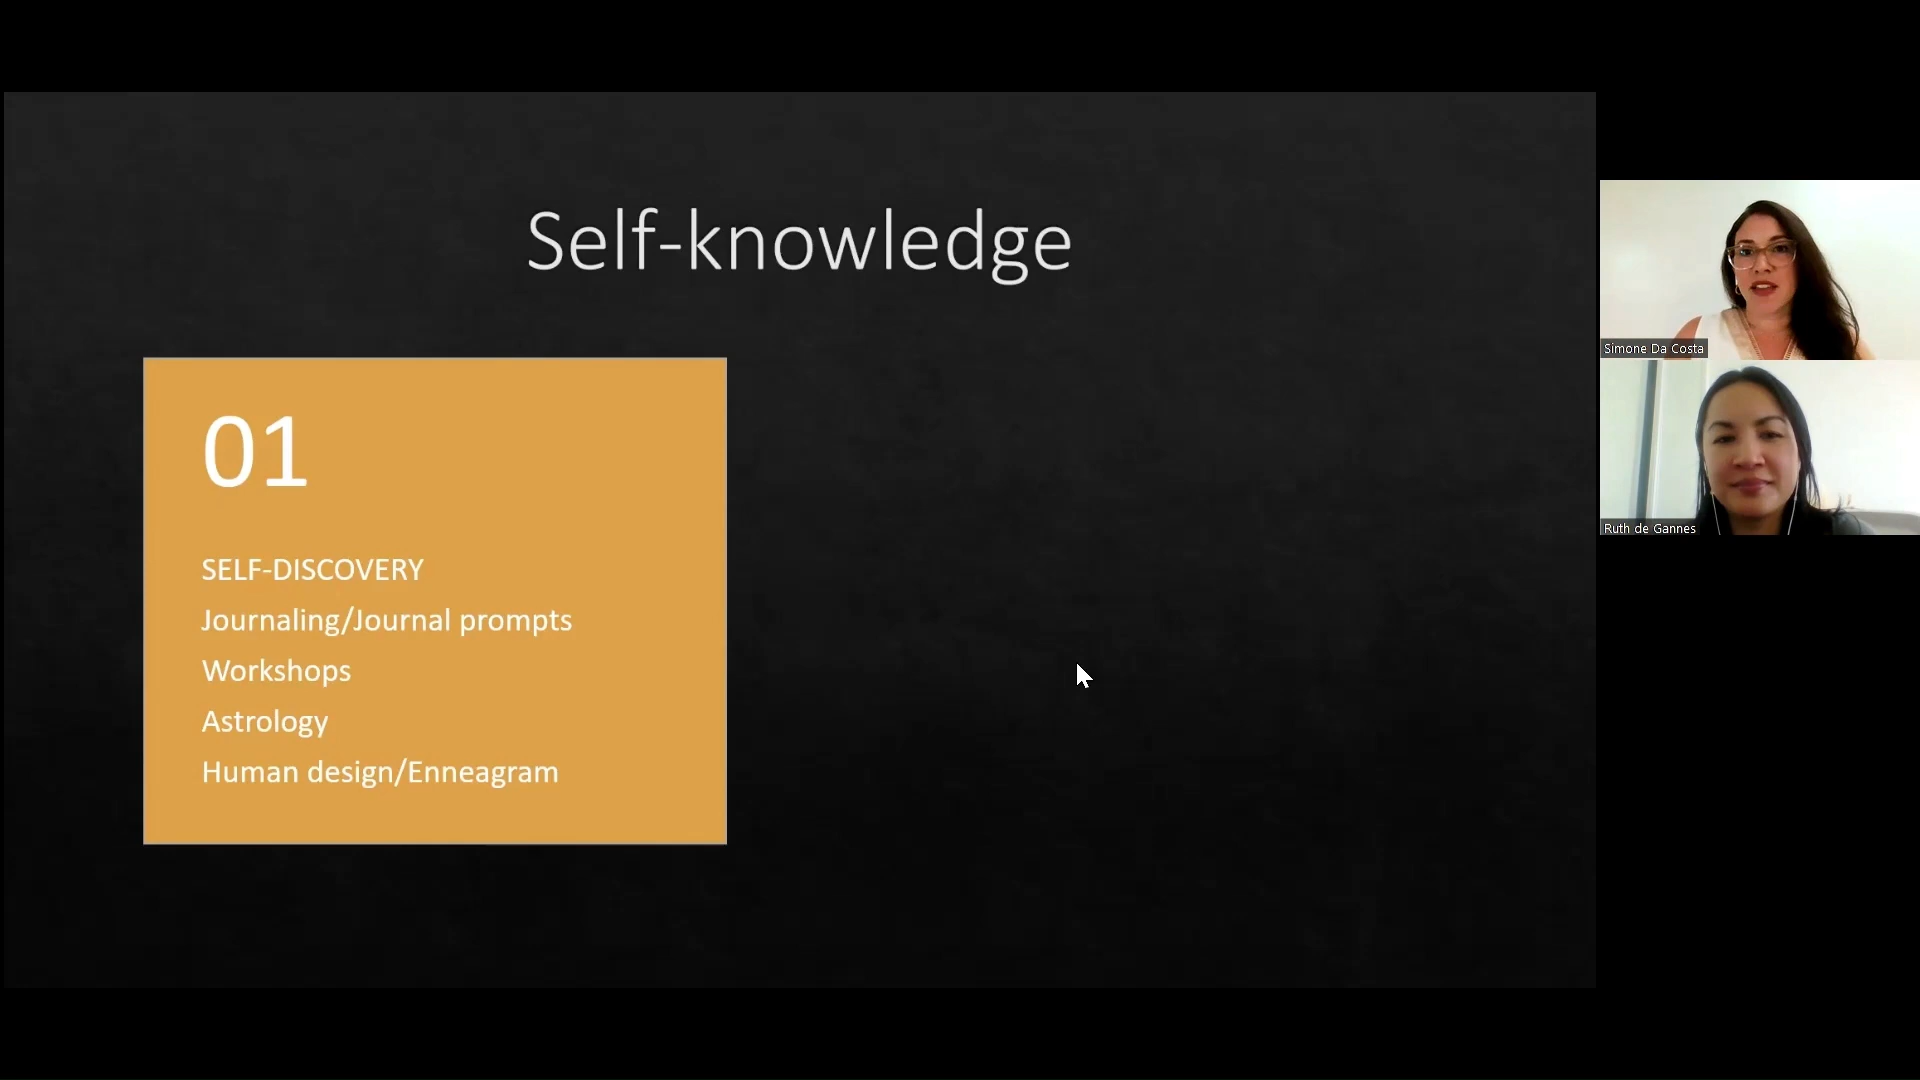 Self-knowledge
01
SELF-DISCOVERY
Journaling/Journal prompts
Workshops
Astrology
Human design/Enneagram
Simone Da Costa
Ruth de Gannes